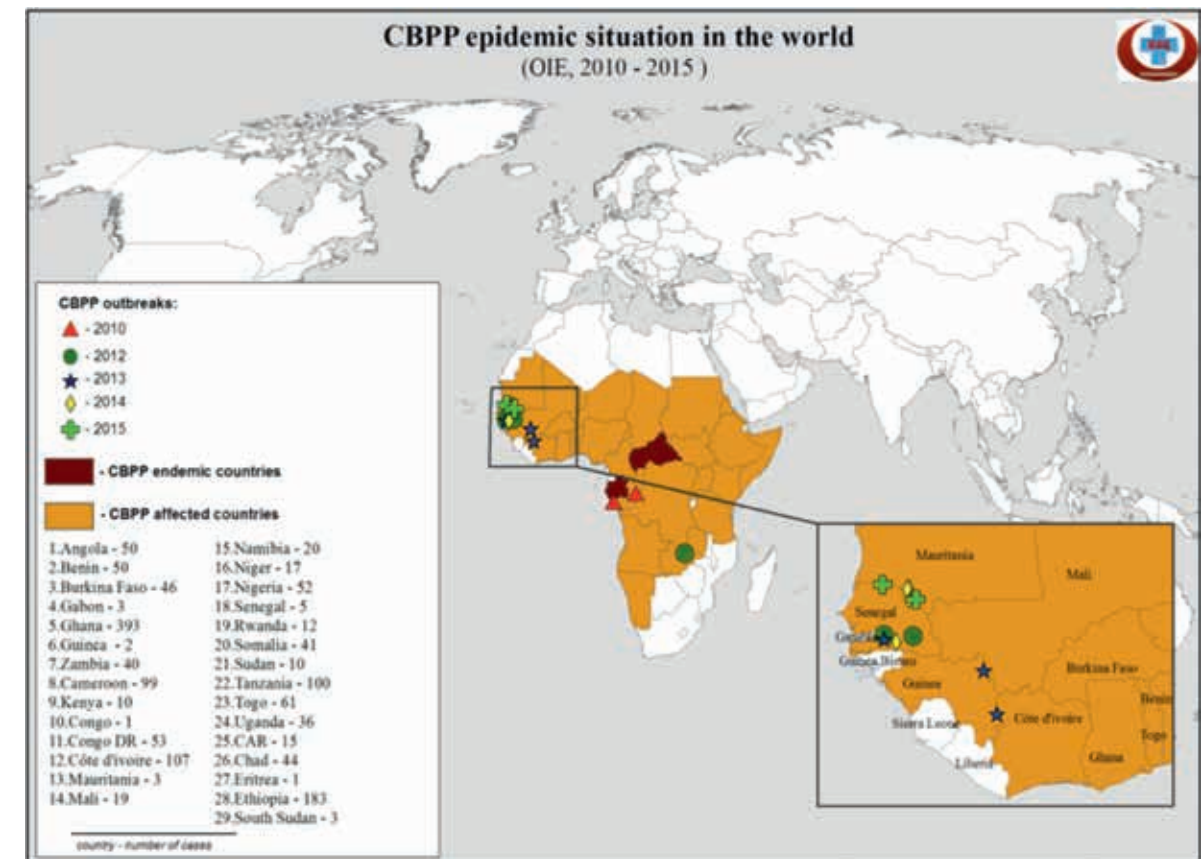 CBPP epidemic situation in the world
(OIE, 2010 - 2015 )
CBPP outbreaks:
- 2010
- 2012
- 2013
- 2014
- 2015
- CBPP endemic countries
- CBPP affected countries
1.Angola - 50
2.Benin - 50
3.Burkina Faso - 46
4.Gabon - 3
5.Ghana - 393
6.Guinea - 2
7.Zambia - 40
8.Cameroon - 99
9.Kenya - 10
10.Congo - 1
11.Congo DR - 53
12.Côte d'ivoire - 107
13.Mauritania - 3
14.Mali - 19
15.Namibia - 20
16.Niger - 17
17.Nigeria - 52
18.Senegal - 5
19.Rwanda - 12
20.Somalia - 41
21.Sudan - 10
22.Tanzania - 100
23.Togo - 61
24.Uganda - 36
25.CAR - 15
26.Chad - 44
27.Eritrea - 1
28.Ethiopia - 183
29.South Sudan - 3
country - number of cases
Mauritania
Mali
Senegal
Burkina Faso
Guinea
Benin
Sierra Leone
Côte d'ivoire
Togo
Ghana
Liberia